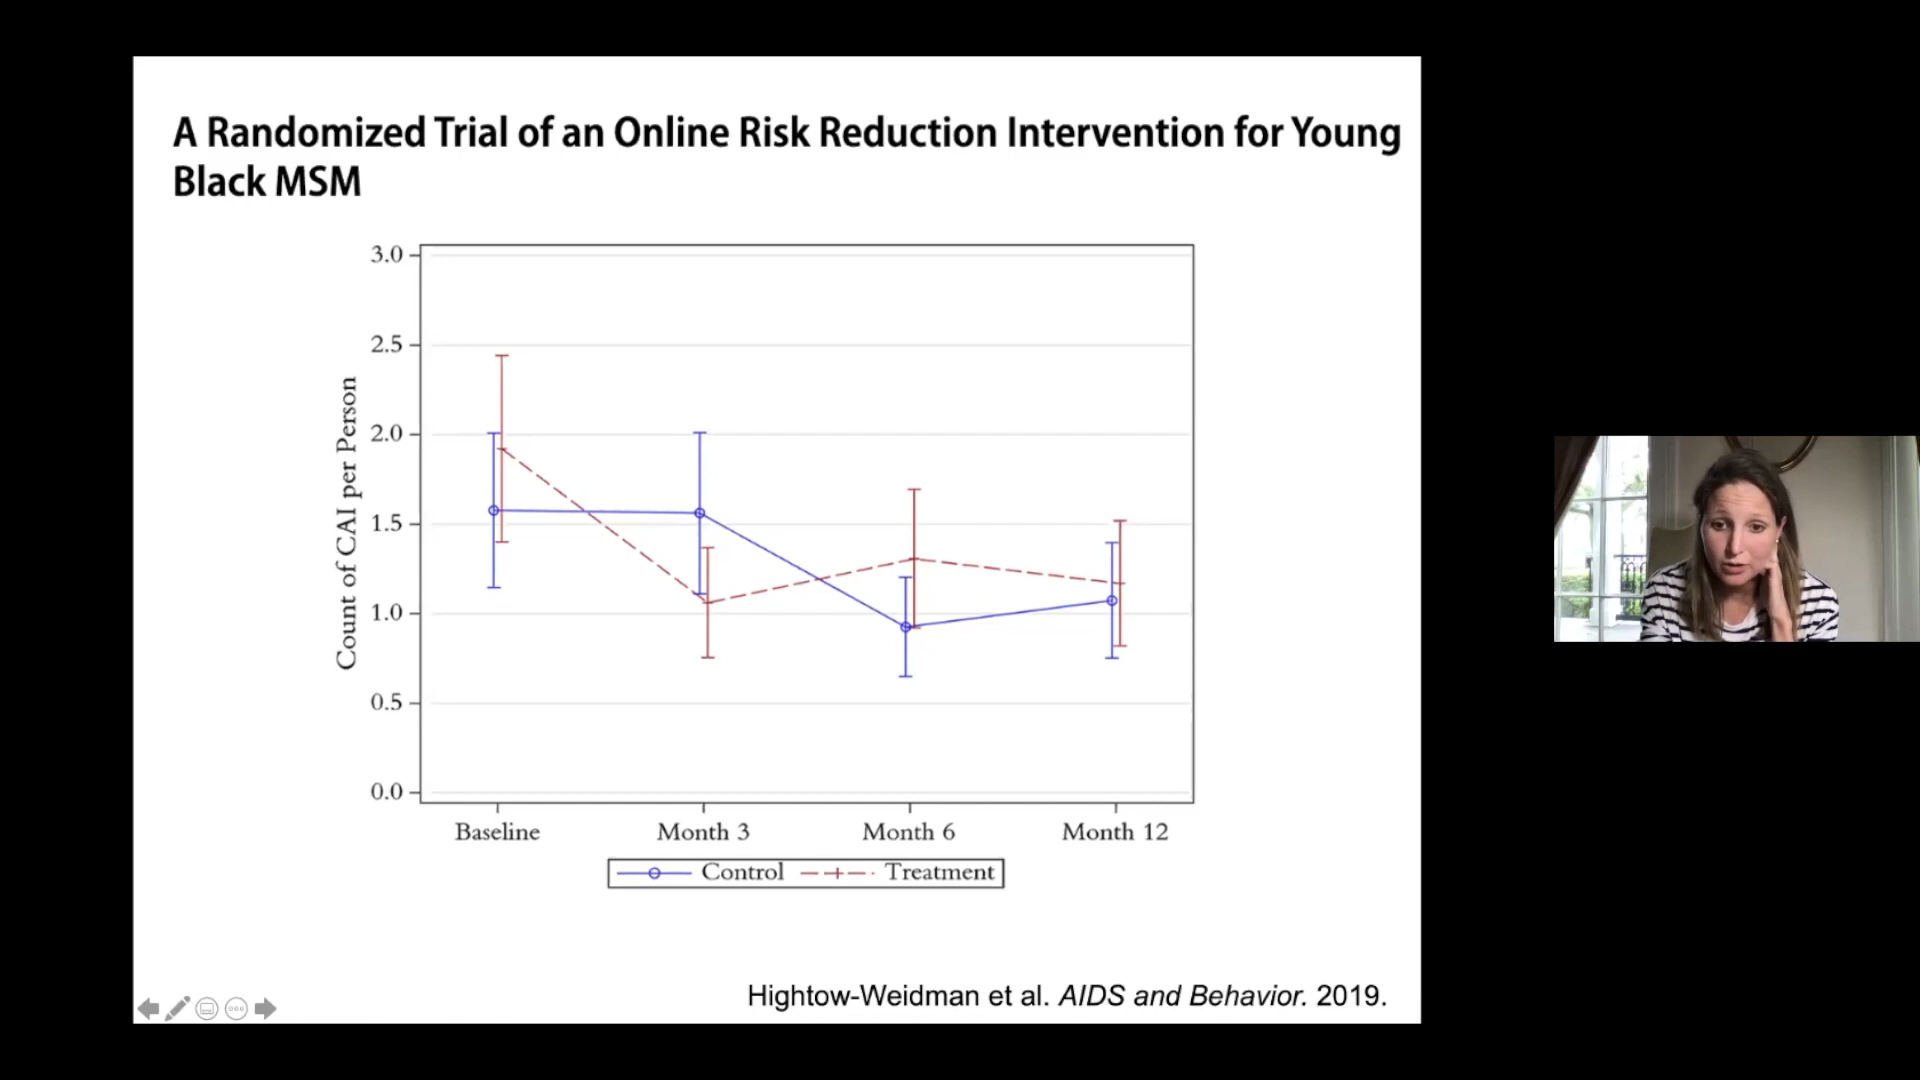 A Randomized Trial of an Online Risk Reduction Intervention for Young
Black MSM
3.0
2.5
2.0
1.5
1.0
0.5
0.0
Count of CAI per Person
Baseline
Month 3
Month 6
Month 12
Control
Treatment
Hightow-Weidman et al. AIDS and Behavior. 2019.